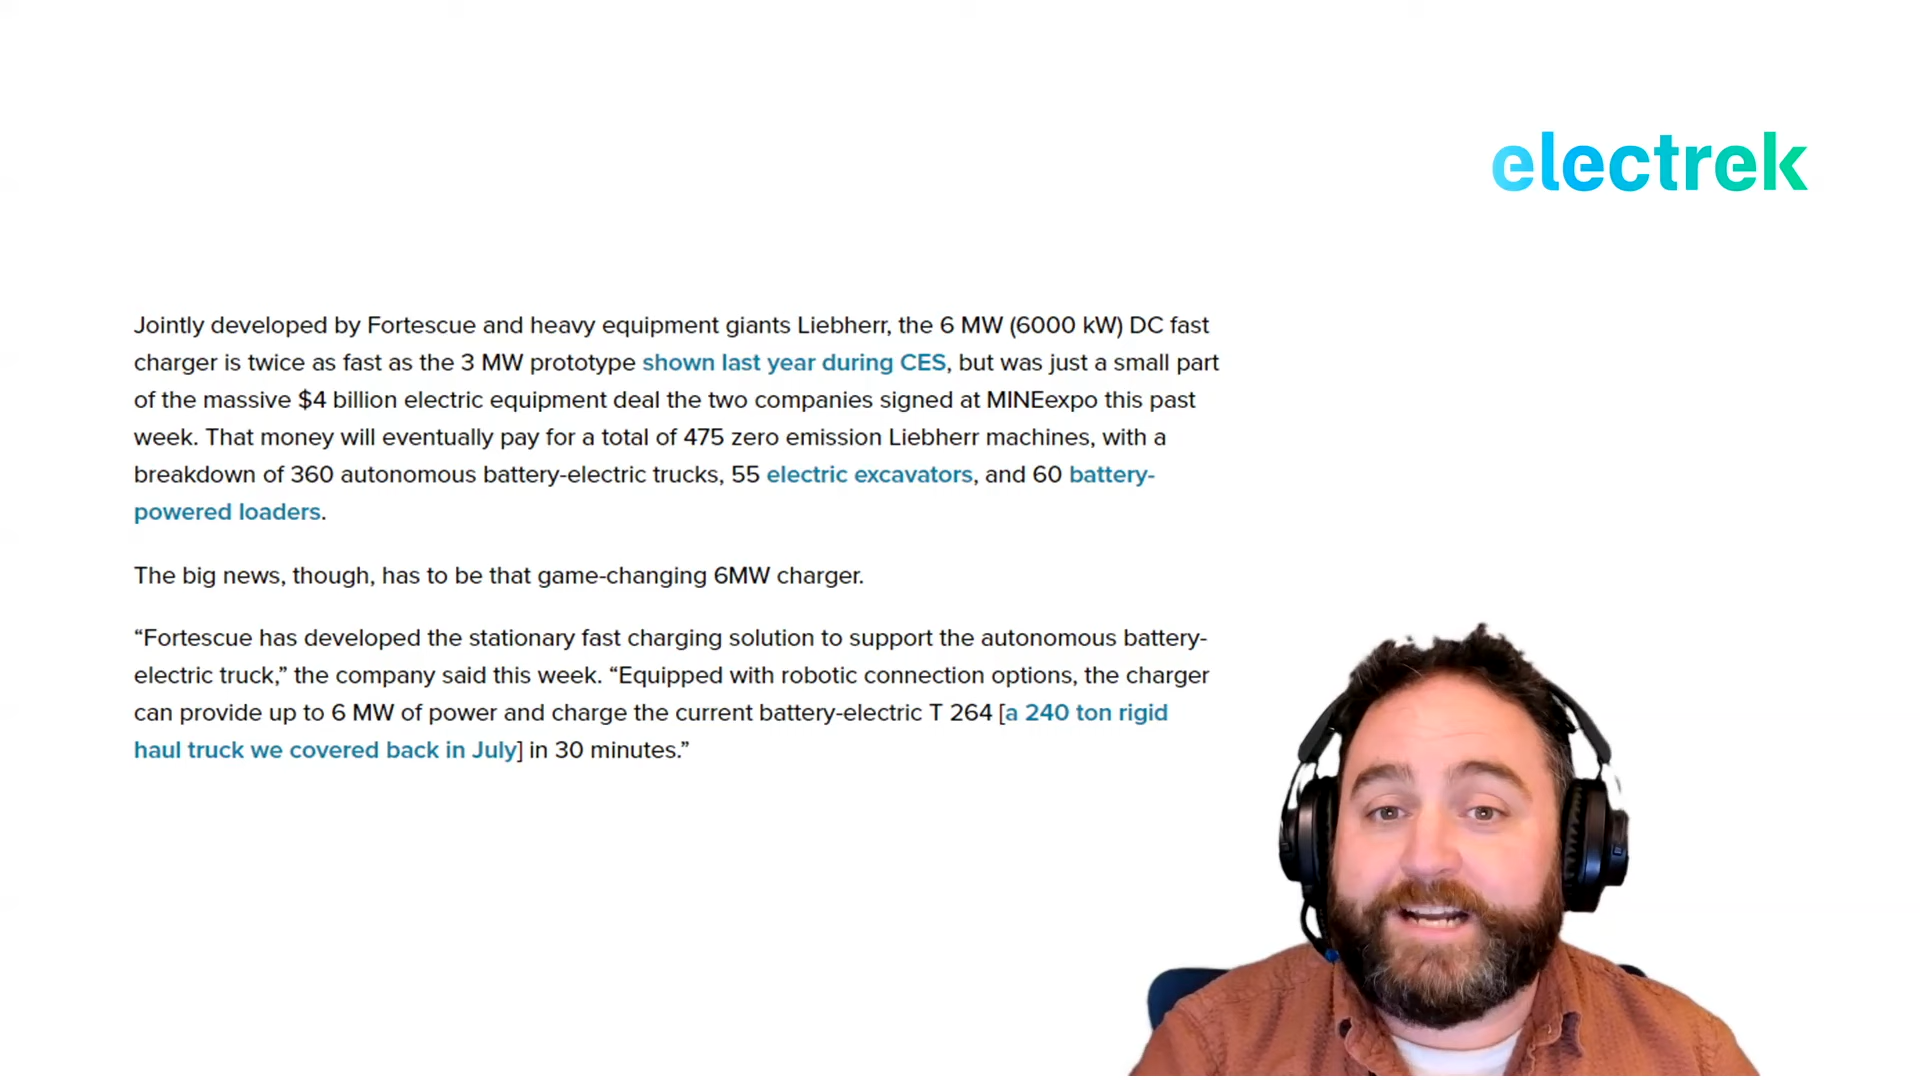 electrek
Jointly developed by Fortescue and heavy equipment giants Liebherr, the 6 MW (6000 kW) DC fast
charger is twice as fast as the 3 MW prototype shown last year during CES, but was just a small part
of the massive $4 billion electric equipment deal the two companies signed at MINEexpo this past
week. That money will eventually pay for a total of 475 zero emission Liebherr machines, with a
breakdown of 360 autonomous battery-electric trucks, 55 electric excavators, and 60 battery-
powered loaders.
The big news, though, has to be that game-changing 6MW charger.
“Fortescue has developed the stationary fast charging solution to support the autonomous battery-
electric truck,” the company said this week. “Equipped with robotic connection options, the charger
can provide up to 6 MW of power and charge the current battery-electric T 264 [a 240 ton rigid
haul truck we covered back in July] in 30 minutes.”